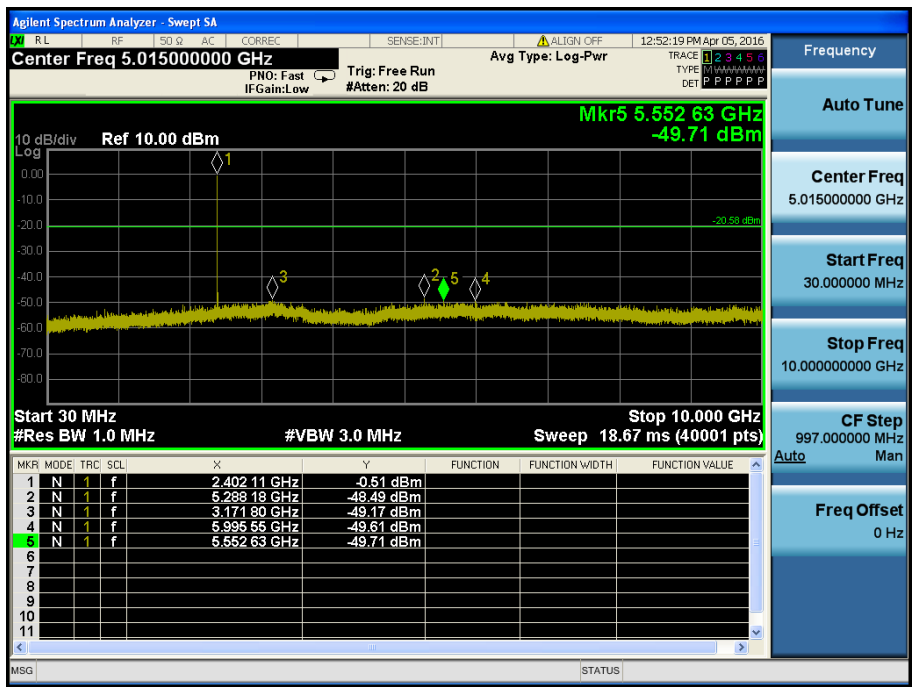 Agilent Spectrum Analyzer - Swept SA
LXI RL RF 50 Ω AC CORREC SENSE:INT ALIGN OFF 12:52:19 PM Apr 05, 2016
Center Freq 5.015000000 GHz
PNO: Fast
IFGain:Low
Trig: Free Run
#Atten: 20 dB
Avg Type: Log-Pwr
TRACE 1 2 3 4 5 6
TYPE M WWWWW
DET P P P P P P
Mkr5 5.552 63 GHz
-49.71 dBm
10 dB/div Ref 10.00 dBm
Log
0.00
-10.0
-20.0
-30.0
-40.0
-50.0
-60.0
-70.0
-80.0
1
-20.58 dBm
3
2
5
4
Start 30 MHz
Stop 10.000 GHz
#Res BW 1.0 MHz #VBW 3.0 MHz Sweep 18.67 ms (40001 pts)
MKR MODE TRC SCL X Y FUNCTION FUNCTION WIDTH FUNCTION VALUE
1 N 1 f 2.402 11 GHz -0.51 dBm
2 N 1 f 5.288 18 GHz -48.49 dBm
3 N 1 f 3.171 80 GHz -49.17 dBm
4 N 1 f 5.995 55 GHz -49.61 dBm
5 N 1 f 5.552 63 GHz -49.71 dBm
6
7
8
9
10
11
MSG STATUS
Frequency
Auto Tune
Center Freq
5.015000000 GHz
Start Freq
30.000000 MHz
Stop Freq
10.000000000 GHz
CF Step
997.000000 MHz
Auto Man
Freq Offset
0 Hz